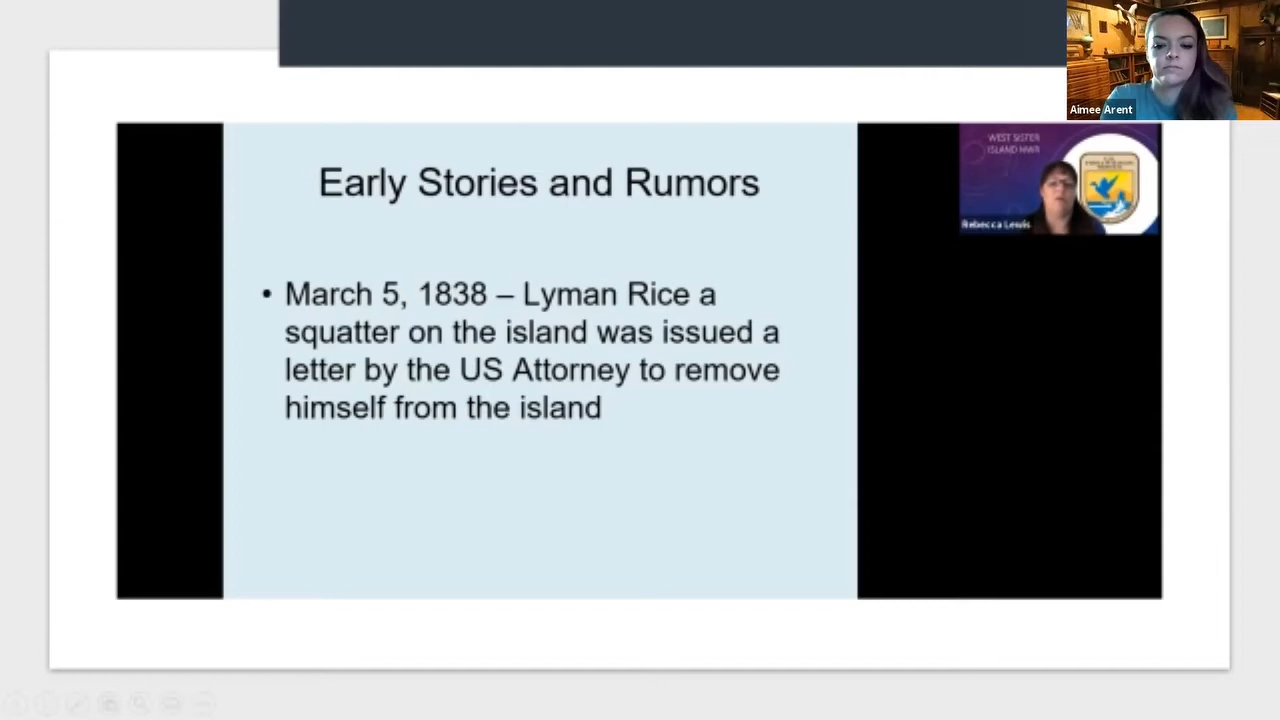 Aimee Arent
WEST SISTER
ISLAND NWR
Rebecca Lewis
Early Stories and Rumors
• March 5, 1838 – Lyman Rice a
squatter on the island was issued a
letter by the US Attorney to remove
himself from the island